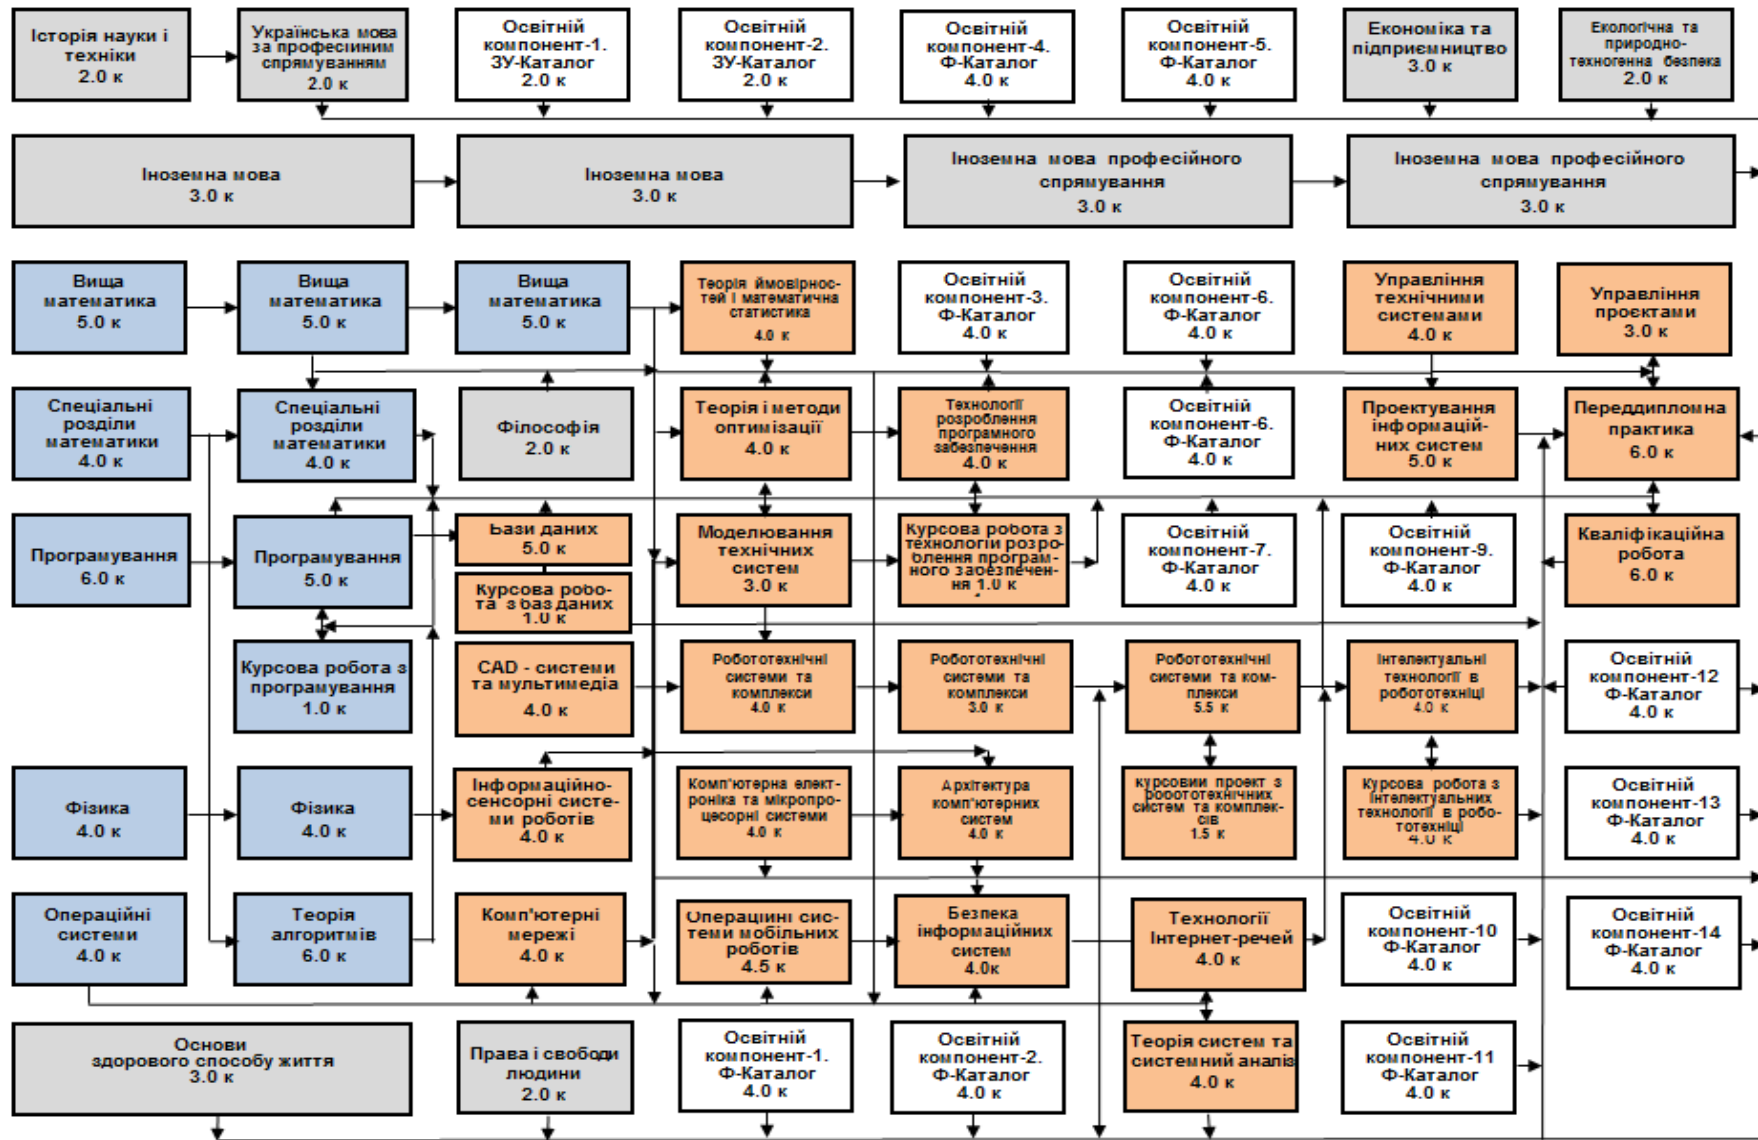 Історія науки і
техніки
2.0 к
Українська мова
за професійним
спрямуванням
2.0 к
Освітній
компонент-1.
ЗУ-Каталог
2.0 к
Освітній
компонент-2.
ЗУ-Каталог
2.0 к
Освітній
компонент-4.
Ф-Каталог
4.0 к
Освітній
компонент-5.
Ф-Каталог
4.0 к
Економіка та
підприємництво
3.0 к
Екологічна та
природно-
техногенна безпека
2.0 к
Іноземна мова
3.0 к
Іноземна мова
3.0 к
Іноземна мова професійного
спрямування
3.0 к
Іноземна мова професійного
спрямування
3.0 к
Вища
математика
5.0 к
Вища
математика
5.0 к
Вища
математика
5.0 к
Теорія ймовірнос-
тей і математична
статистика
4.0 к
Освітній
компонент-3.
Ф-Каталог
4.0 к
Освітній
компонент-6.
Ф-Каталог
4.0 к
Управління
технічними
системами
4.0 к
Управління
проєктами
3.0 к
Спеціальні
розділи
математики
4.0 к
Спеціальні
розділи
математики
4.0 к
Філософія
2.0 к
Теорія і методи
оптимізації
4.0 к
Технології
розроблення
програмного
забезпечення
4.0 к
Освітній
компонент-6.
Ф-Каталог
4.0 к
Проектування
інформацій-
них систем
5.0 к
Переддипломна
практика
6.0 к
Програмування
6.0 к
Програмування
5.0 к
Бази даних
5.0 к
Курсова робо-
та з баз даних
1.0 к
Моделювання
технічних
систем
3.0 к
Курсова робота з
технології розро-
блення програм-
ного забезпечен-
ня 1.0 к
Освітній
компонент-7.
Ф-Каталог
4.0 к
Освітній
компонент-9.
Ф-Каталог
4.0 к
Кваліфікаційна
робота
6.0 к
Курсова робота з
програмування
1.0 к
CAD - системи
та мультимедіа
4.0 к
Робототехнічні
системи та
комплекси
4.0 к
Робототехнічні
системи та
комплекси
3.0 к
Робототехнічні
системи та ком-
плекси
5.5 к
Інтелектуальні
технології в
робототехніці
4.0 к
Освітній
компонент-12
Ф-Каталог
4.0 к
Фізика
4.0 к
Фізика
4.0 к
Інформаційно-
сенсорні систе-
ми роботів
4.0 к
Комп'ютерна елект-
роніка та мікропро-
цесорні системи
4.0 к
Архітектура
комп'ютерних
систем
4.0 к
курсовий проект з
робототехнічних
систем та комплек-
сів
1.5 к
Курсова робота з
інтелектуальних
технології в робо-
тотехніці
4.0 к
Освітній
компонент-13
Ф-Каталог
4.0 к
Операційні
системи
4.0 к
Теорія
алгоритмів
6.0 к
Комп'ютерні
мережі
4.0 к
Операційні сис-
теми мобільних
роботів
4.5 к
Безпека
інформаційних
систем
4.0к
Технології
Інтернет-речей
4.0 к
Освітній
компонент-10
Ф-Каталог
4.0 к
Освітній
компонент-14
Ф-Каталог
4.0 к
Основи
здорового способу життя
3.0 к
Права і свободи
людини
2.0 к
Освітній
компонент-1.
Ф-Каталог
4.0 к
Освітній
компонент-2.
Ф-Каталог
4.0 к
Теорія систем та
системний аналіз
4.0 к
Освітній
компонент-11
Ф-Каталог
4.0 к